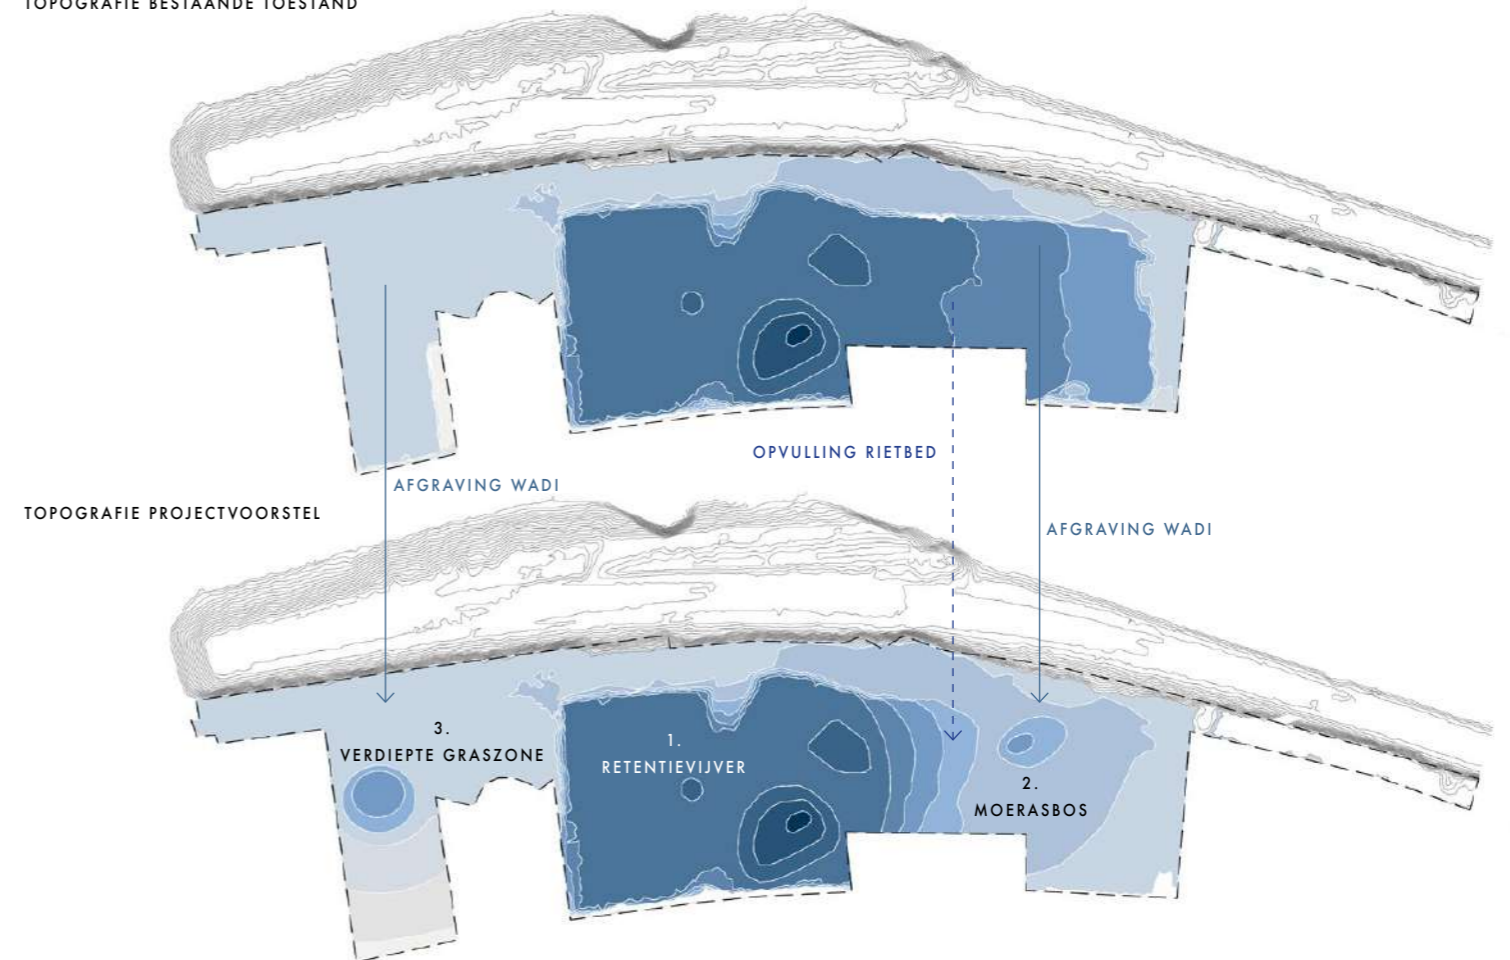 TOPOGRAFIE BESTAANDE TOESTAND
OPVULLING RIETBED
AFGRAVING WADI
TOPOGRAFIE PROJECTVOORSTEL
AFGRAVING WADI
3.
VERDIEPTE GRASZONE
1.
RETENTIEVIJVER
2.
MOERASBOS